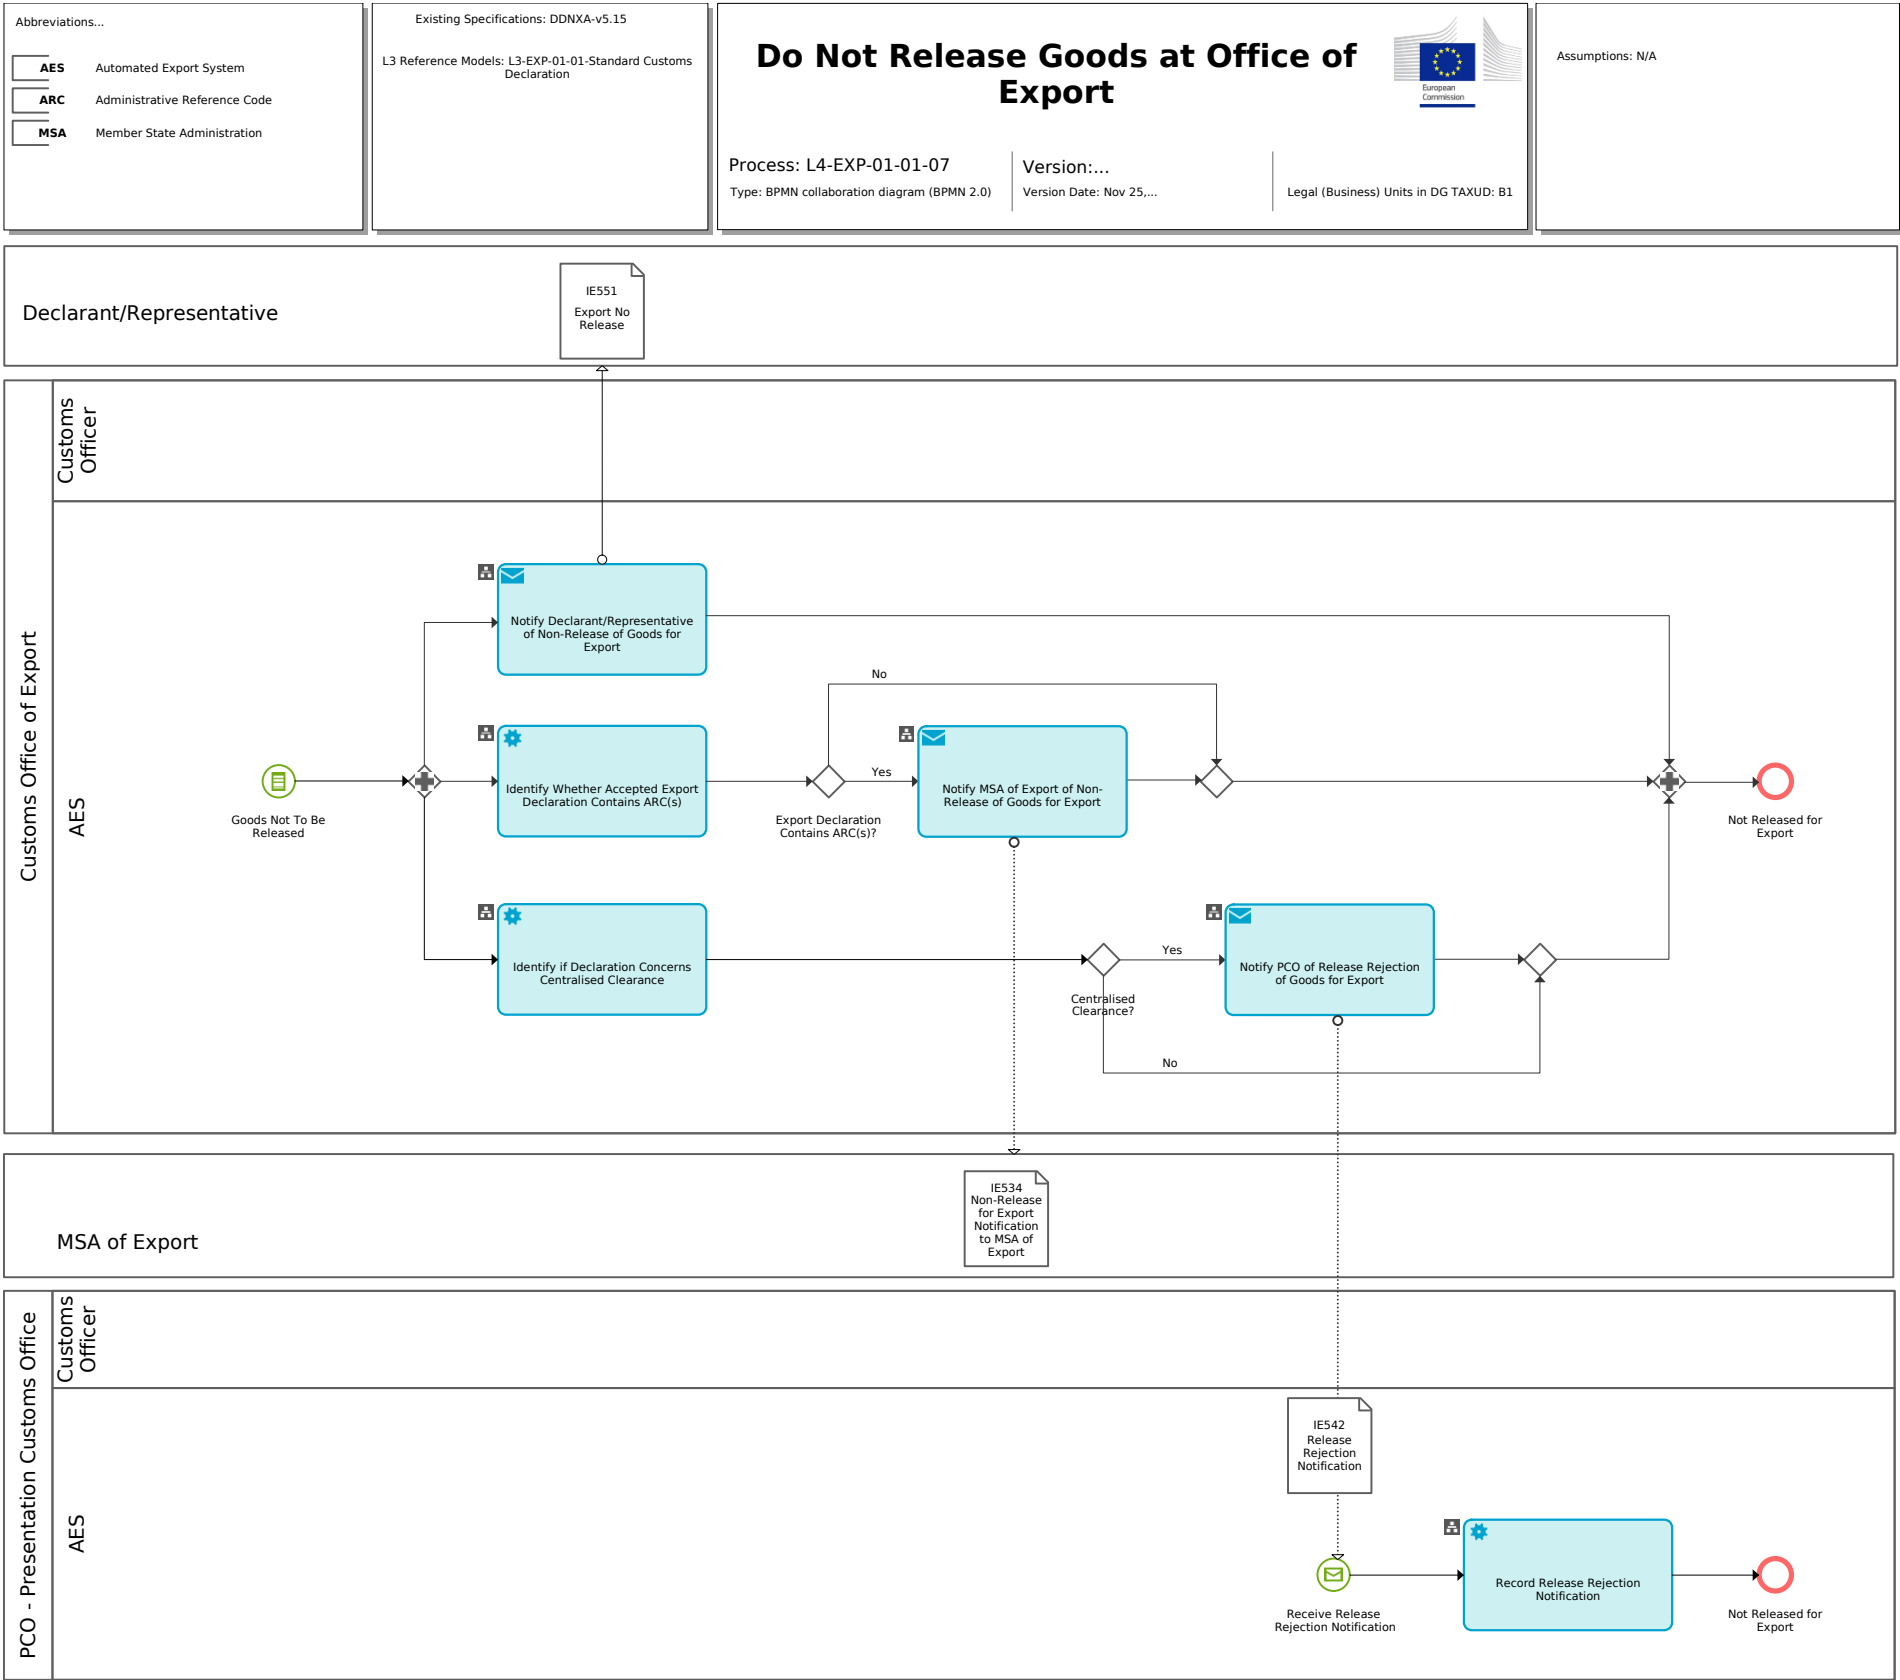 Abbreviations...
AES Automated Export System
ARC Administrative Reference Code
MSA Member State Administration
Existing Specifications: DDNXA-v5.15
L3 Reference Models: L3-EXP-01-01-Standard Customs
Declaration
Do Not Release Goods at Office of
Export
European
Commission
Process: L4-EXP-01-01-07
Type: BPMN collaboration diagram (BPMN 2.0)
Version:...
Version Date: Nov 25,...
Legal (Business) Units in DG TAXUD: B1
Assumptions: N/A
Declarant/Representative
IE551
Export No
Release
Customs Office of Export
Customs
Officer
AES
Notify Declarant/Representative
of Non-Release of Goods for
Export
No
Goods Not To Be
Released
Identify Whether Accepted Export
Declaration Contains ARC(s)
Export Declaration
Contains ARC(s)?
Yes
Notify MSA of Export of Non-
Release of Goods for Export
Not Released for
Export
Identify if Declaration Concerns
Centralised Clearance
Centralised
Clearance?
Yes
Notify PCO of Release Rejection
of Goods for Export
No
MSA of Export
IE534
Non-Release
for Export
Notification
to MSA of
Export
PCO - Presentation Customs Office
Customs
Officer
AES
IE542
Release
Rejection
Notification
Receive Release
Rejection Notification
Record Release Rejection
Notification
Not Released for
Export